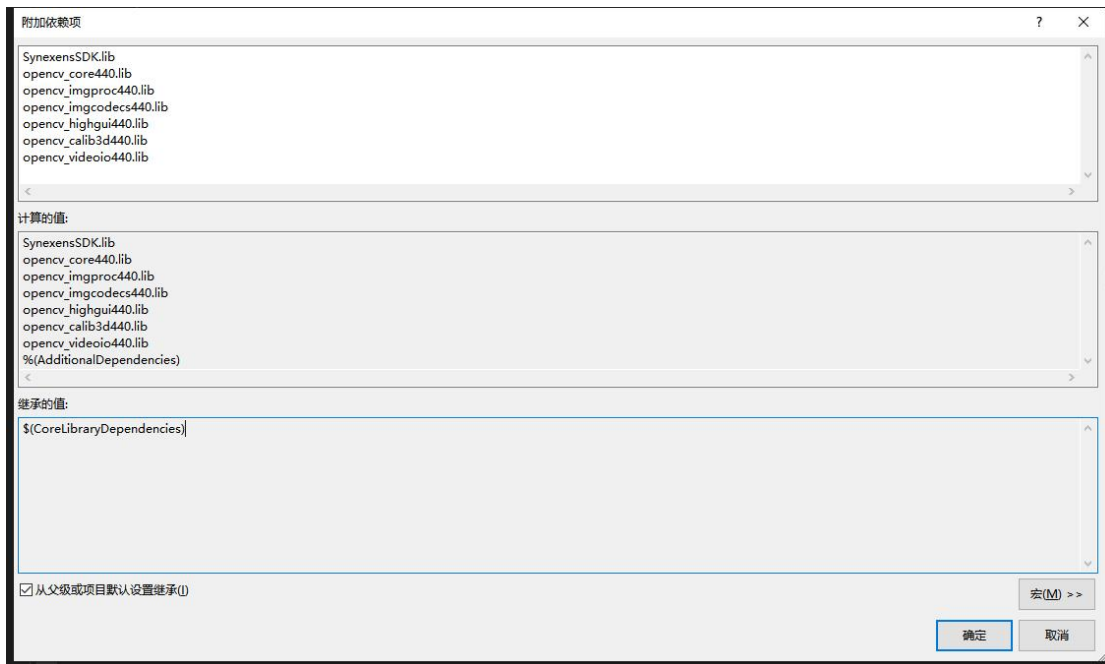 附加依赖项
?
×
SynexensSDK.lib
opencv_core440.lib
opencv_imgproc440.lib
opencv_imgcodecs440.lib
opencv_highgui440.lib
opencv_calib3d440.lib
opencv_videoio440.lib
计算的值:
SynexensSDK.lib
opencv_core440.lib
opencv_imgproc440.lib
opencv_imgcodecs440.lib
opencv_highgui440.lib
opencv_calib3d440.lib
opencv_videoio440.lib
%(AdditionalDependencies)
继承的值:
$(CoreLibraryDependencies)
从父级或项目默认设置继承(I)
宏(M) >>
确定
取消